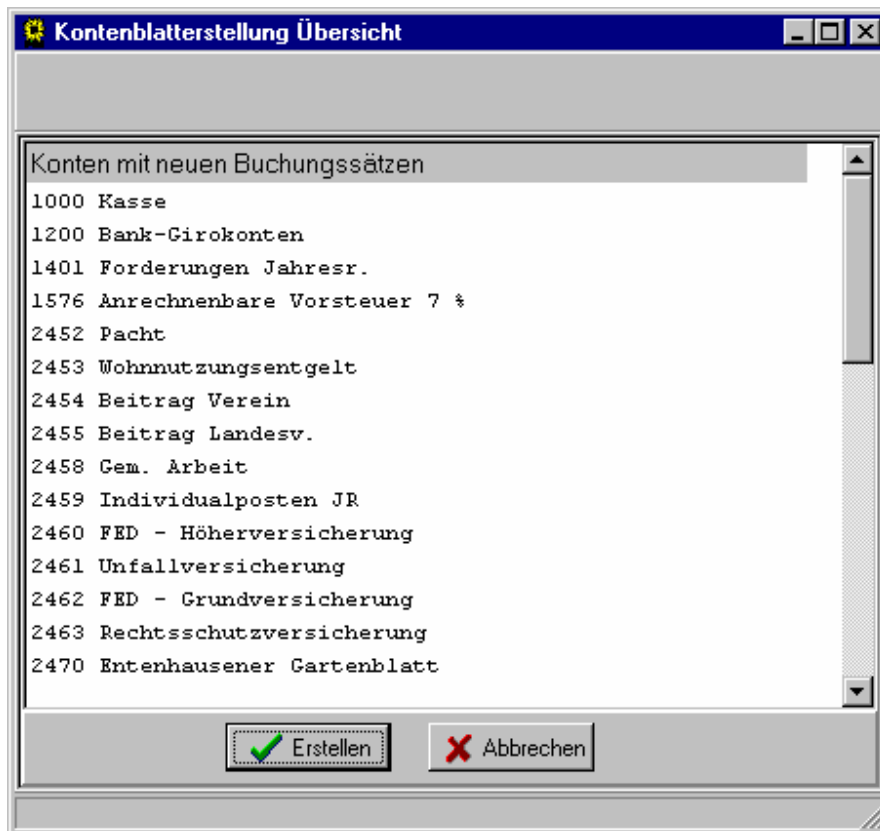 Kontenblatterstellung Übersicht
Konten mit neuen Buchungssätzen
1000 Kasse
1200 Bank-Girokonten
1401 Forderungen Jahresr.
1576 Anrechnenbare Vorsteuer 7 %
2452 Pacht
2453 Wohnnutzungsentgelt
2454 Beitrag Verein
2455 Beitrag Landesv.
2458 Gem. Arbeit
2459 Individualposten JR
2460 FED - Höherversicherung
2461 Unfallversicherung
2462 FED - Grundversicherung
2463 Rechtsschutzversicherung
2470 Entenhausener Gartenblatt
Erstellen
Abbrechen